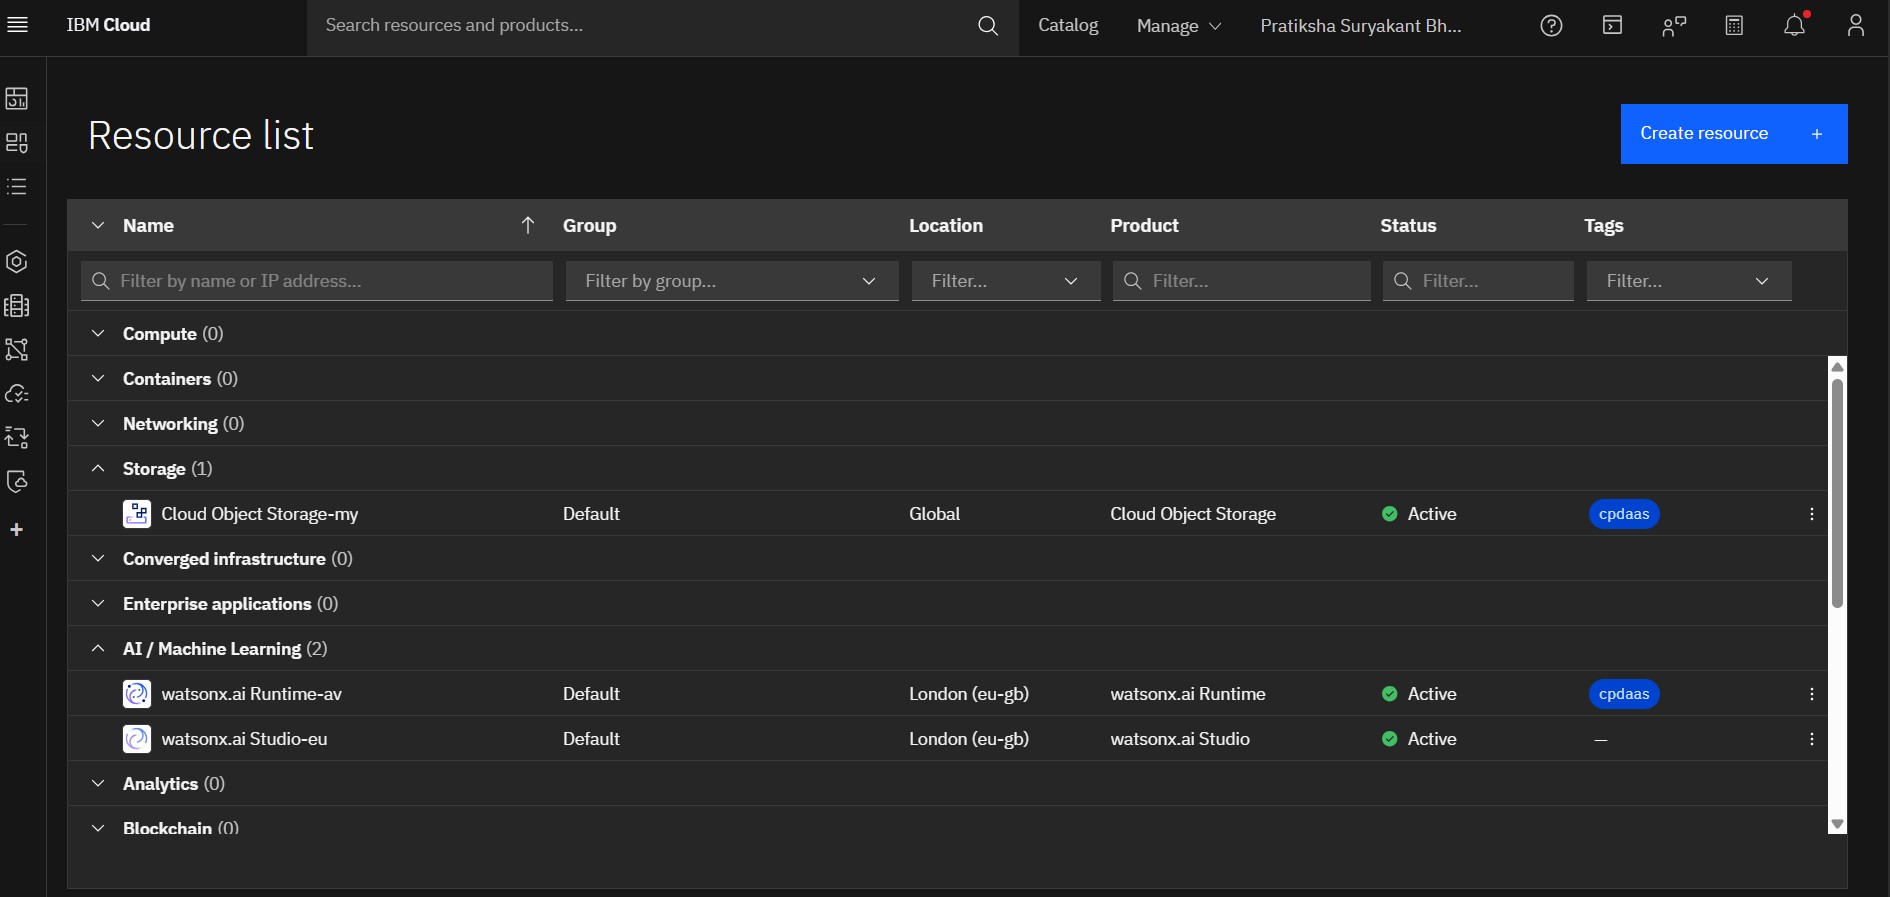 IBM Cloud
Search resources and products...
Catalog
Manage
Pratiksha Suryakant Bh...
Resource list
Create resource +
Name Group Location Product Status Tags
Filter by name or IP address... Filter by group... Filter... Filter... Filter... Filter...
Compute (0)
Containers (0)
Networking (0)
Storage (1)
Cloud Object Storage-my Default Global Cloud Object Storage Active cpdaas
Converged infrastructure (0)
Enterprise applications (0)
AI / Machine Learning (2)
watsonx.ai Runtime-av Default London (eu-gb) watsonx.ai Runtime Active cpdaas
watsonx.ai Studio-eu Default London (eu-gb) watsonx.ai Studio Active —
Analytics (0)
Blockchain (0)